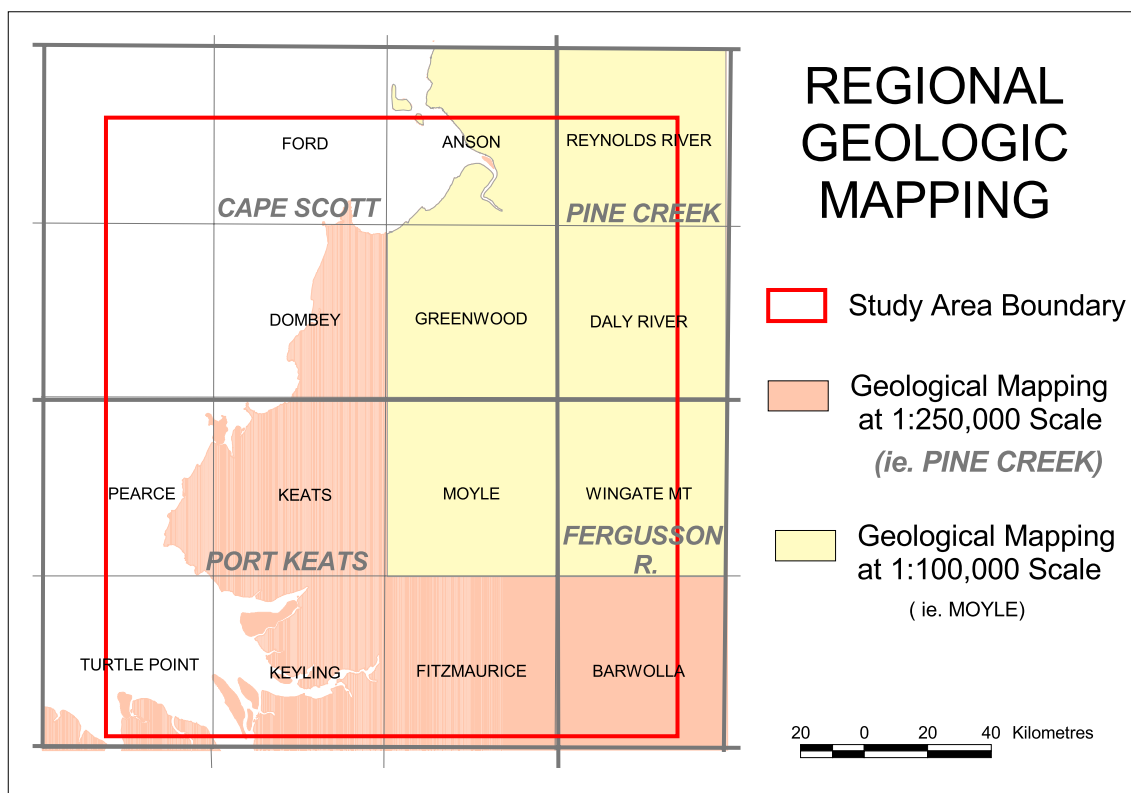 REGIONAL
GEOLOGIC
MAPPING
FORD
ANSON
REYNOLDS RIVER
CAPE SCOTT
PINE CREEK
DOMBEY
GREENWOOD
DALY RIVER
PEARCE
KEATS
MOYLE
WINGATE MT
PORT KEATS
FERGUSSON
R.
TURTLE POINT
KEYLING
FITZMAURICE
BARWOLLA
Study Area Boundary
Geological Mapping
at 1:250,000 Scale
(ie. PINE CREEK)
Geological Mapping
at 1:100,000 Scale
( ie. MOYLE)
20 0 20 40 Kilometres